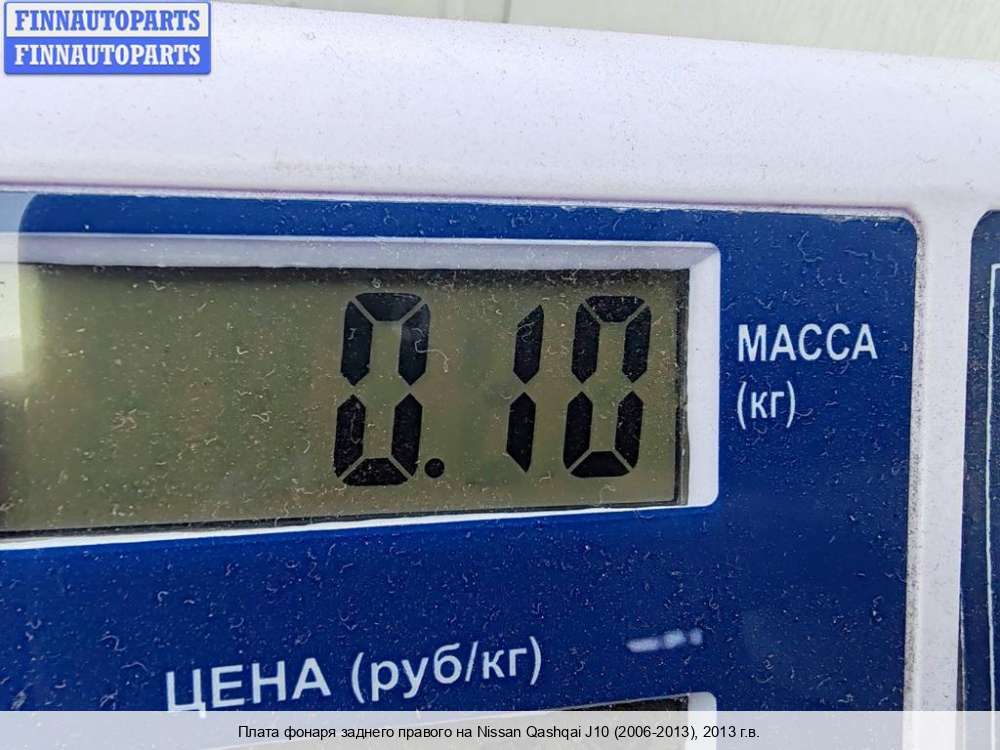 FINNAUTOPARTS
FINNAUTOPARTS
0.10
МАССА
(кг)
ЦЕНА (руб/кг)
Плата фонаря заднего правого на Nissan Qashqai J10 (2006-2013), 2013 г.в.